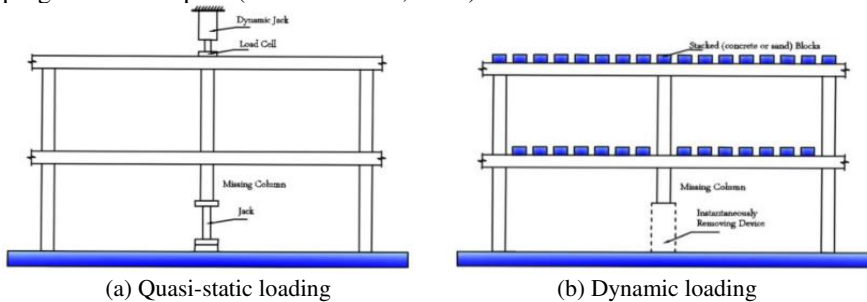 Dynamic Jack
Load Cell
Missing Column
Jack
Stacked (concrete or sand) Blocks
Missing Column
Instantaneously
Removing Device
(a) Quasi-static loading
(b) Dynamic loading